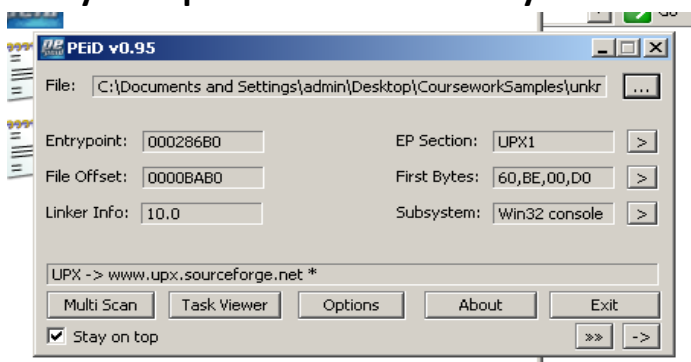 PEiD v0.95
File: C:\Documents and Settings\admin\Desktop\CourseworkSamples\unkr ...
Entrypoint: 000286B0 EP Section: UPX1 >
File Offset: 0000BAB0 First Bytes: 60,BE,00,D0 >
Linker Info: 10.0 Subsystem: Win32 console >
UPX -> www.upx.sourceforge.net *
Multi Scan Task Viewer Options About Exit
Stay on top »» ->